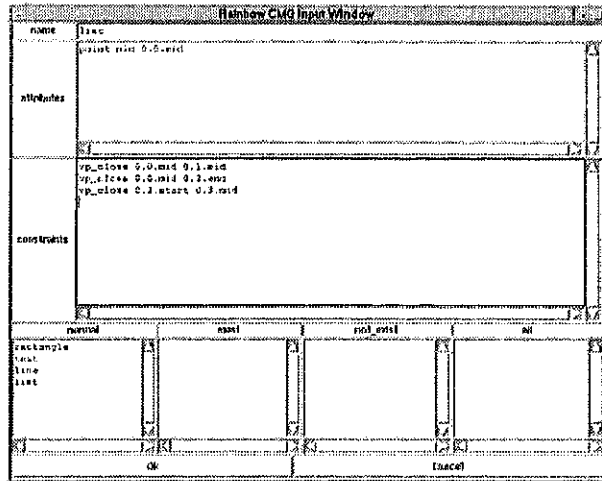 Rainbow CMG Input Window
name list
attributes
point mid 0.0.mid
constraints
vp_close 0.0.mid 0.1.mid
vp_close 0.0.mid 0.2.end
vp_close 0.2.start 0.3.mid
normal exist not_exist all
rectangle
text
line
list
Ok Cancel